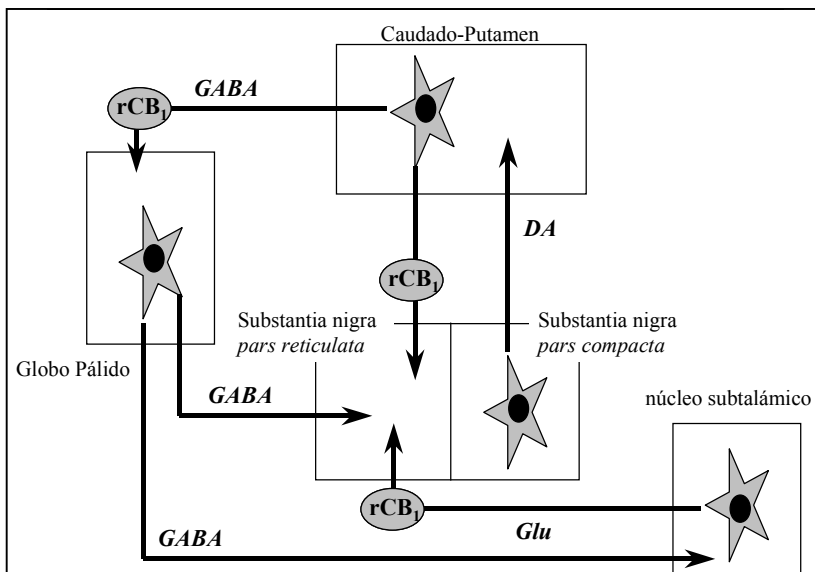 Caudado-Putamen
GABA
rCB1
DA
rCB1
Substantia nigra
pars reticulata
Substantia nigra
pars compacta
Globo Pálido
GABA
núcleo subtalámico
rCB1
Glu
GABA